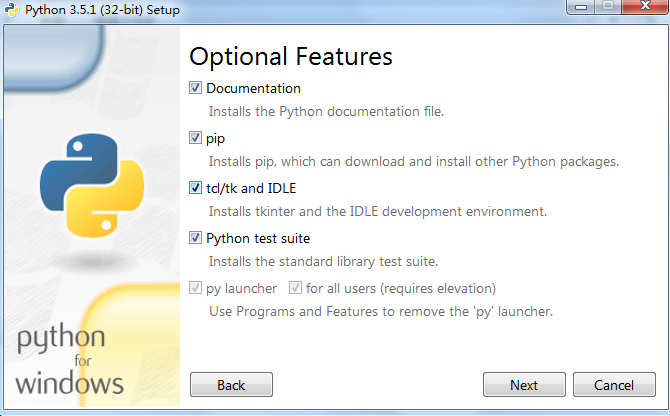 Python 3.5.1 (32-bit) Setup
Optional Features
Documentation
Installs the Python documentation file.
pip
Installs pip, which can download and install other Python packages.
tcl/tk and IDLE
Installs tkinter and the IDLE development environment.
Python test suite
Installs the standard library test suite.
py launcher for all users (requires elevation)
Use Programs and Features to remove the 'py' launcher.
python
for
windows
Back Next Cancel